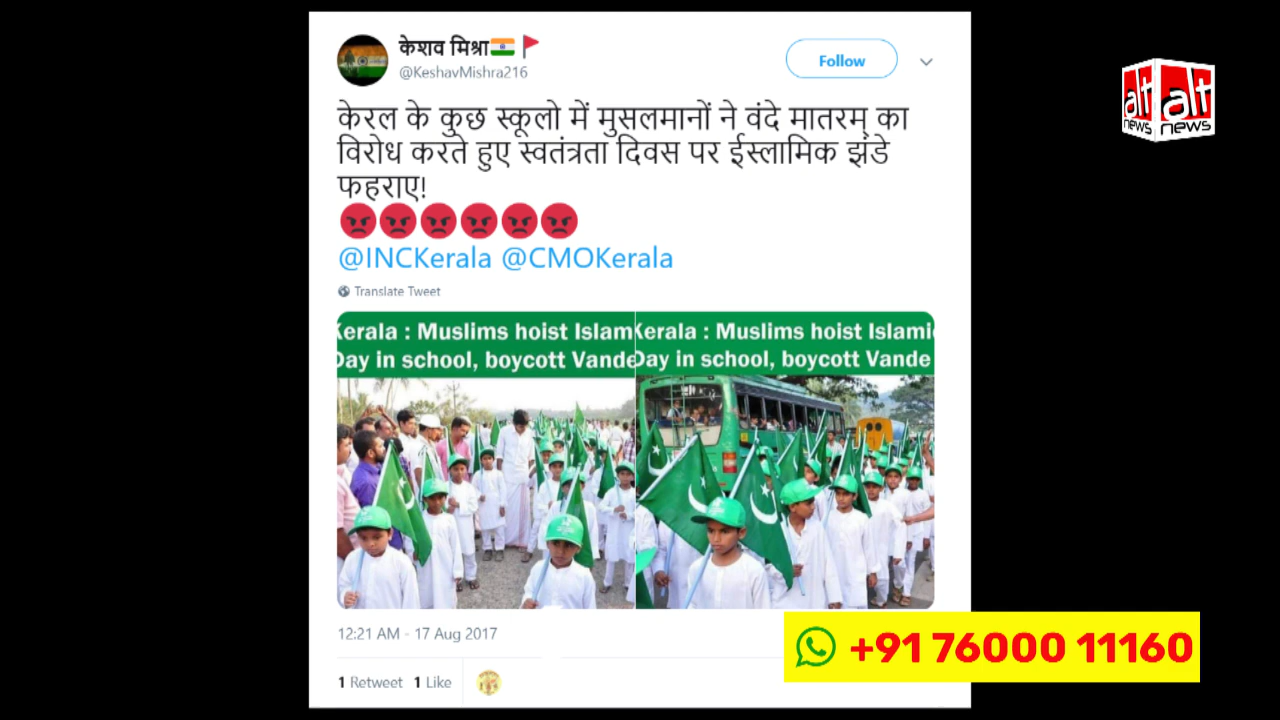 केशव मिश्रा
@KeshavMishra216
Follow
केरल के कुछ स्कूलो में मुसलमानों ने वंदे मातरम् का
विरोध करते हुए स्वतंत्रता दिवस पर ईस्लामिक झंडे
फहराए!
@INCKerala @CMOKerala
Translate Tweet
Kerala : Muslims hoist Islam
Day in school, boycott Vande
Kerala : Muslims hoist Islamic
Day in school, boycott Vande
12:21 AM - 17 Aug 2017
1 Retweet 1 Like
alt news
alt news
+91 76000 11160